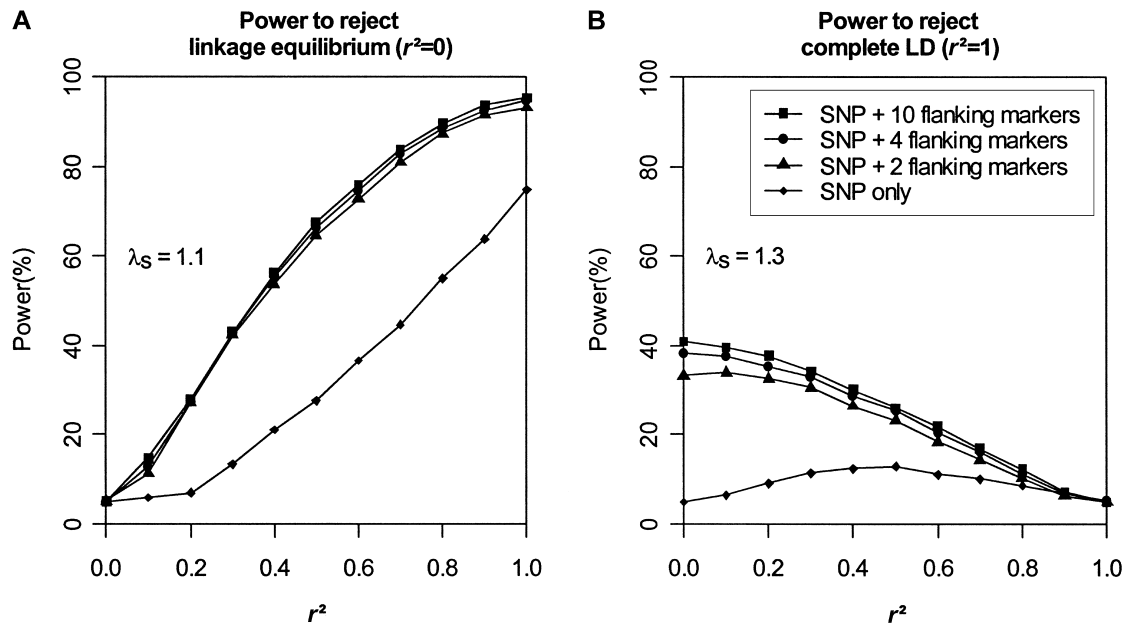 A
Power to reject
linkage equilibrium (r²=0)
100
80
60
40
20
0
Power(%)
λS = 1.1
0.0 0.2 0.4 0.6 0.8 1.0
r²
B
Power to reject
complete LD (r²=1)
100
80
60
40
20
0
Power(%)
SNP + 10 flanking markers
SNP + 4 flanking markers
SNP + 2 flanking markers
SNP only
λS = 1.3
0.0 0.2 0.4 0.6 0.8 1.0
r²